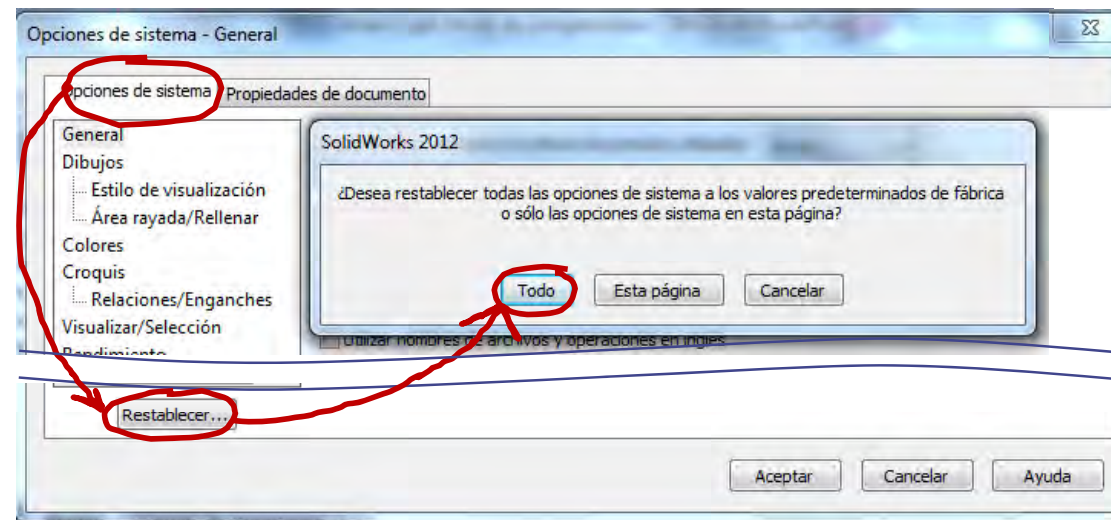 Opciones de sistema - General
Opciones de sistema
Propiedades de documento
General
Dibujos
Estilo de visualización
Área rayada/Rellenar
Colores
Croquis
Relaciones/Enganches
Visualizar/Selección
Rendimiento
SolidWorks 2012
¿Desea restablecer todas las opciones de sistema a los valores predeterminados de fábrica
o sólo las opciones de sistema en esta página?
Todo
Esta página
Cancelar
Utilizar nombres de archivos y operaciones en inglés
Restablecer...
Aceptar
Cancelar
Ayuda